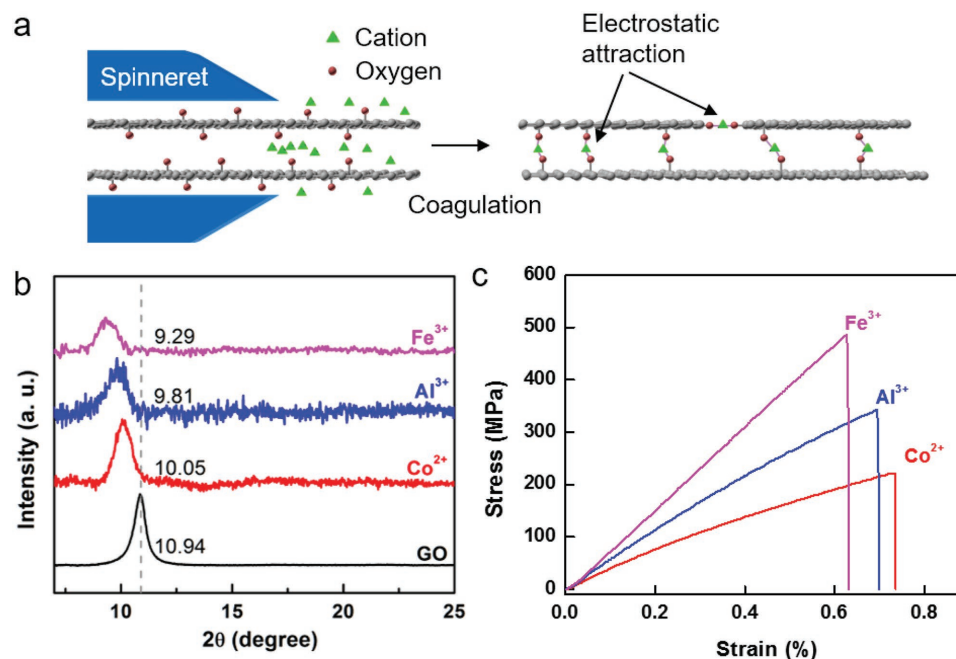 a
Spinneret
Cation
Oxygen
Electrostatic
attraction
Coagulation
b
Intensity (a. u.)
Fe³⁺
9.29
Al³⁺
9.81
Co²⁺
10.05
GO
10.94
10 15 20 25
2θ (degree)
c
Stress (MPa)
600
500
400
300
200
100
0
Fe³⁺
Al³⁺
Co²⁺
0.0 0.2 0.4 0.6 0.8
Strain (%)